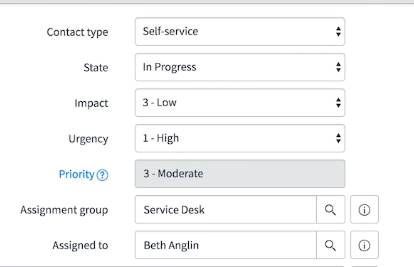 Contact type Self-service
State In Progress
Impact 3 - Low
Urgency 1 - High
Priority 3 - Moderate
Assignment group Service Desk
Assigned to Beth Anglin